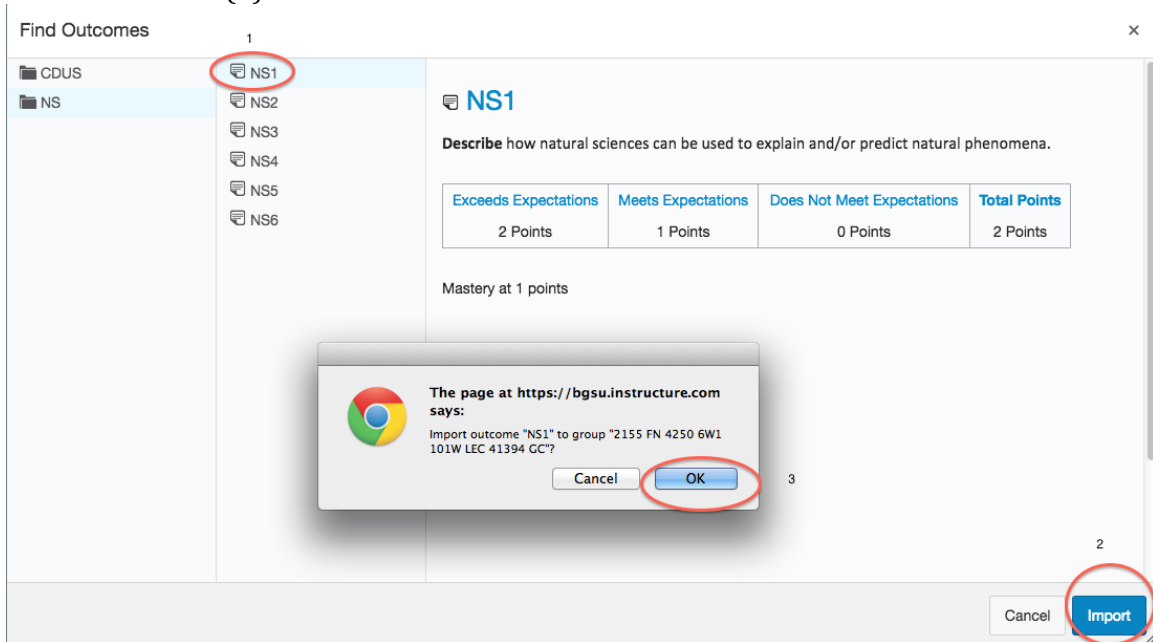 Find Outcomes
1
×
CDUS
NS
NS1
NS2
NS3
NS4
NS5
NS6
NS1
Describe how natural sciences can be used to explain and/or predict natural phenomena.
Exceeds Expectations Meets Expectations Does Not Meet Expectations Total Points
2 Points 1 Points 0 Points 2 Points
Mastery at 1 points
The page at https://bgsu.instructure.com
says:
Import outcome "NS1" to group "2155 FN 4250 6W1
101W LEC 41394 GC"?
Cancel OK
3
2
Cancel Import